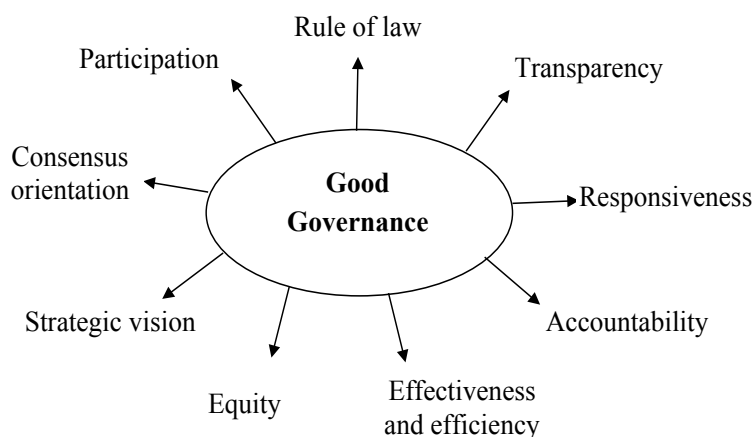 Rule of law
Participation
Transparency
Consensus
orientation
Good
Governance
Responsiveness
Strategic vision
Accountability
Equity
Effectiveness
and efficiency